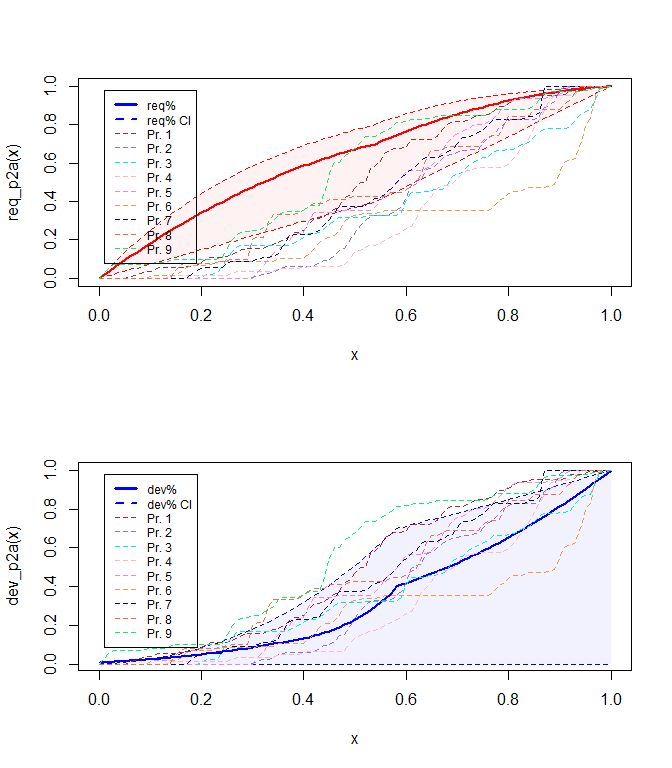 req_p2a(x)
1.0
0.8
0.6
0.4
0.2
0.0
req%
req% CI
Pr. 1
Pr. 2
Pr. 3
Pr. 4
Pr. 5
Pr. 6
Pr. 7
Pr. 8
Pr. 9
0.0 0.2 0.4 0.6 0.8 1.0
x
dev_p2a(x)
1.0
0.8
0.6
0.4
0.2
0.0
dev%
dev% CI
Pr. 1
Pr. 2
Pr. 3
Pr. 4
Pr. 5
Pr. 6
Pr. 7
Pr. 8
Pr. 9
0.0 0.2 0.4 0.6 0.8 1.0
x